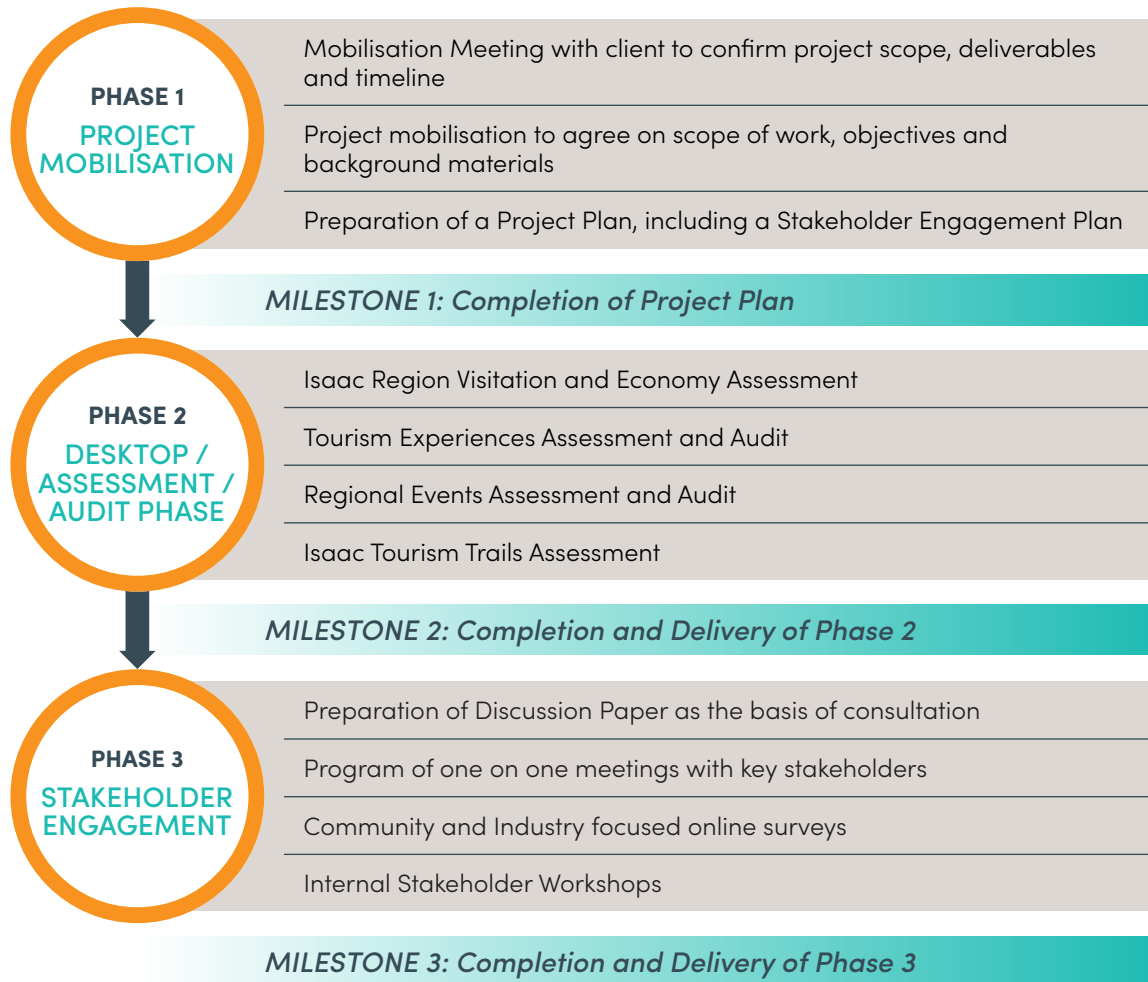 PHASE 1
PROJECT
MOBILISATION
Mobilisation Meeting with client to confirm project scope, deliverables
and timeline
Project mobilisation to agree on scope of work, objectives and
background materials
Preparation of a Project Plan, including a Stakeholder Engagement Plan
MILESTONE 1: Completion of Project Plan
PHASE 2
DESKTOP /
ASSESSMENT /
AUDIT PHASE
Isaac Region Visitation and Economy Assessment
Tourism Experiences Assessment and Audit
Regional Events Assessment and Audit
Isaac Tourism Trails Assessment
MILESTONE 2: Completion and Delivery of Phase 2
PHASE 3
STAKEHOLDER
ENGAGEMENT
Preparation of Discussion Paper as the basis of consultation
Program of one on one meetings with key stakeholders
Community and Industry focused online surveys
Internal Stakeholder Workshops
MILESTONE 3: Completion and Delivery of Phase 3